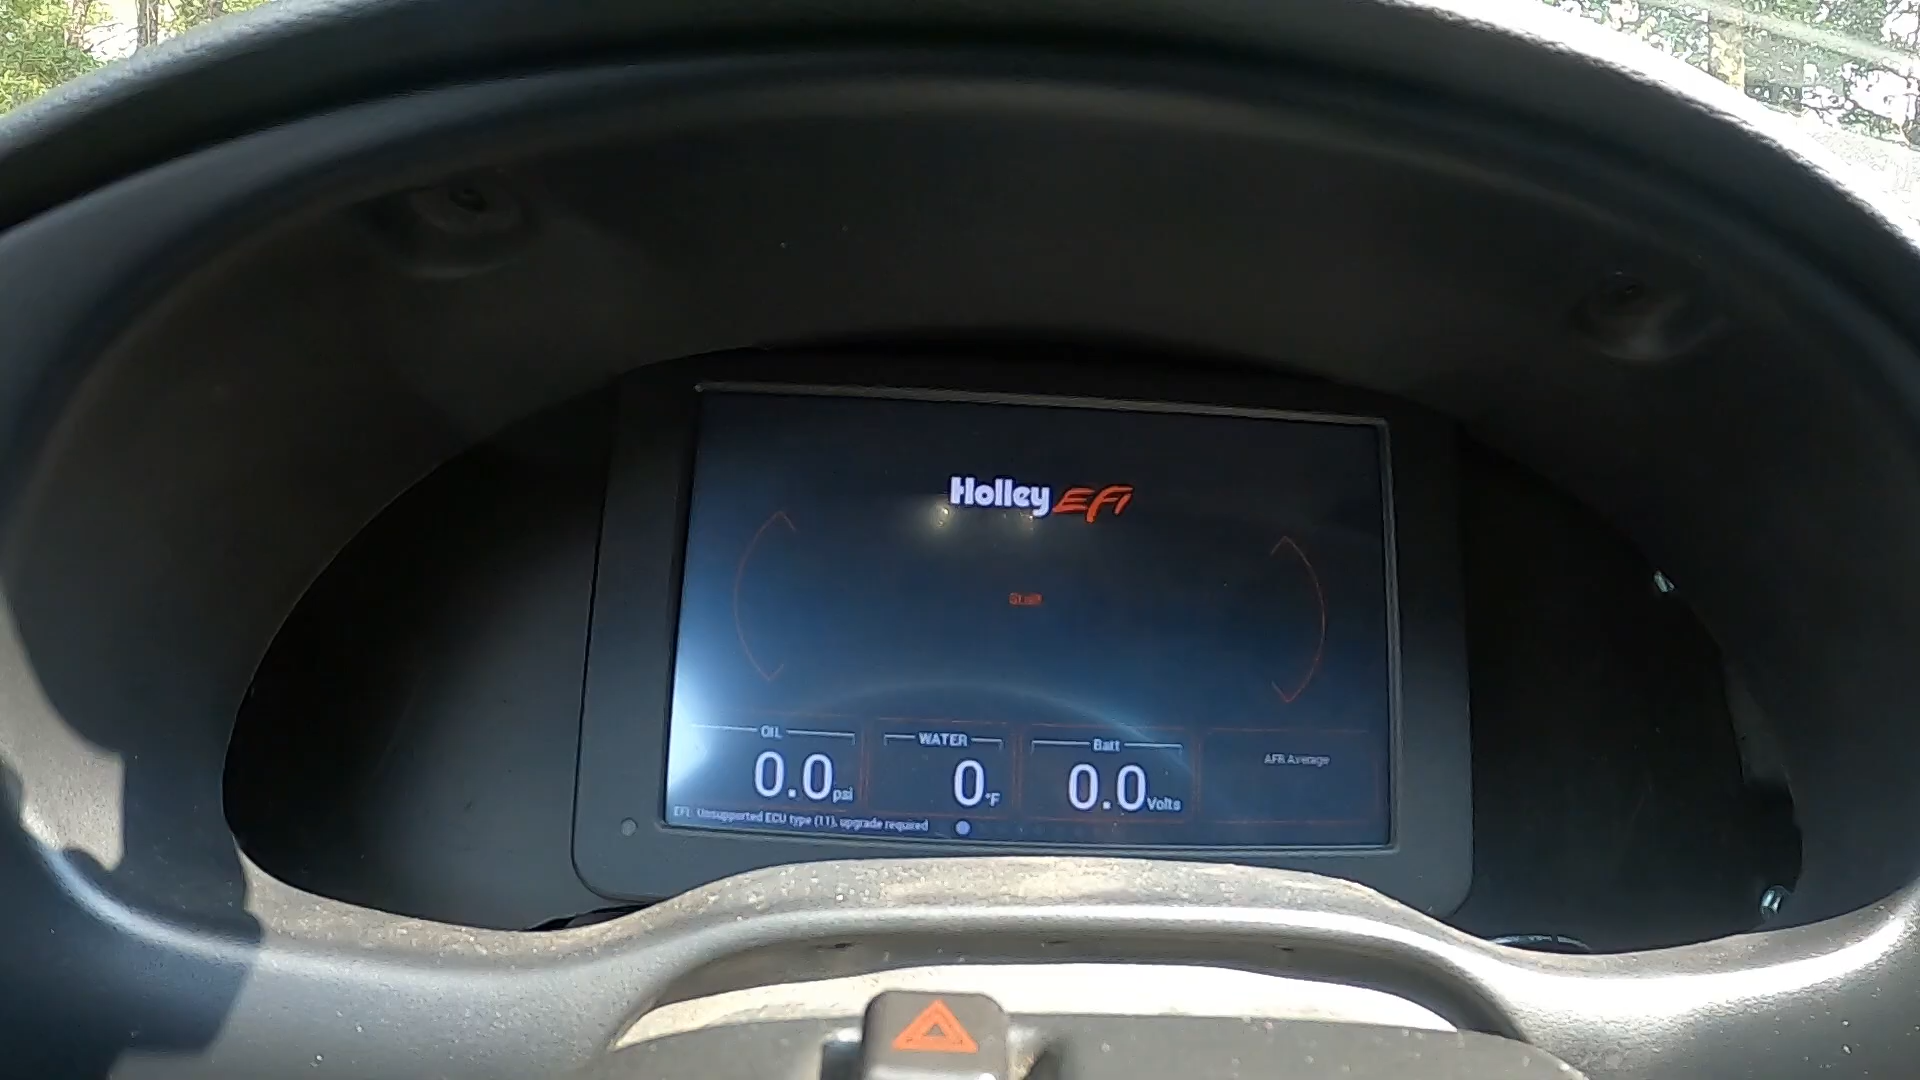 Holley EFI
Stall
OIL WATER Batt AFR Average
0.0 psi 0 °F 0.0 Volts
EFI: Unsupported ECU type (11), upgrade required